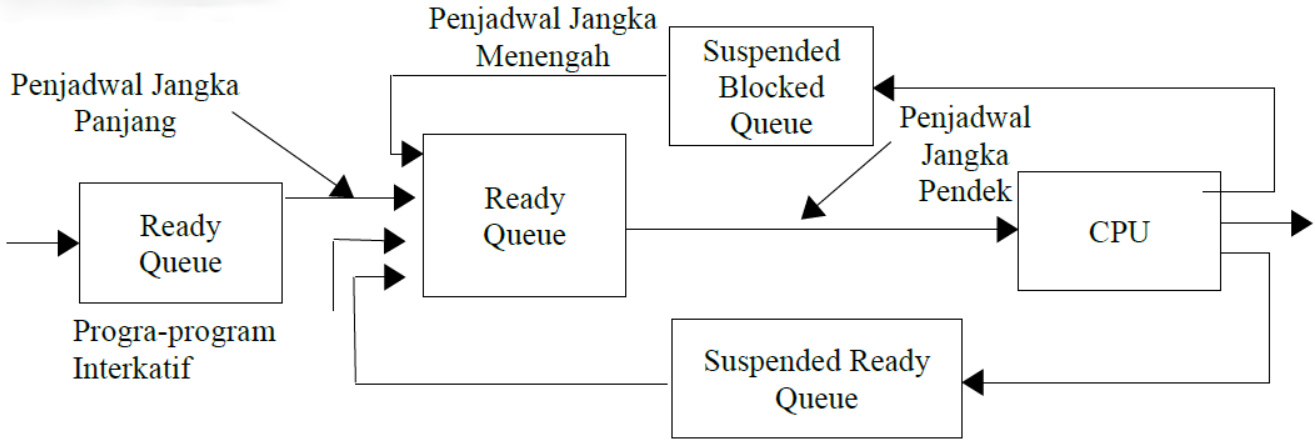 Penjadwal Jangka
Menengah
Suspended
Blocked
Queue
Penjadwal Jangka
Panjang
Penjadwal
Jangka
Pendek
Ready
Queue
Ready
Queue
CPU
Progra-program
Interkatif
Suspended Ready
Queue